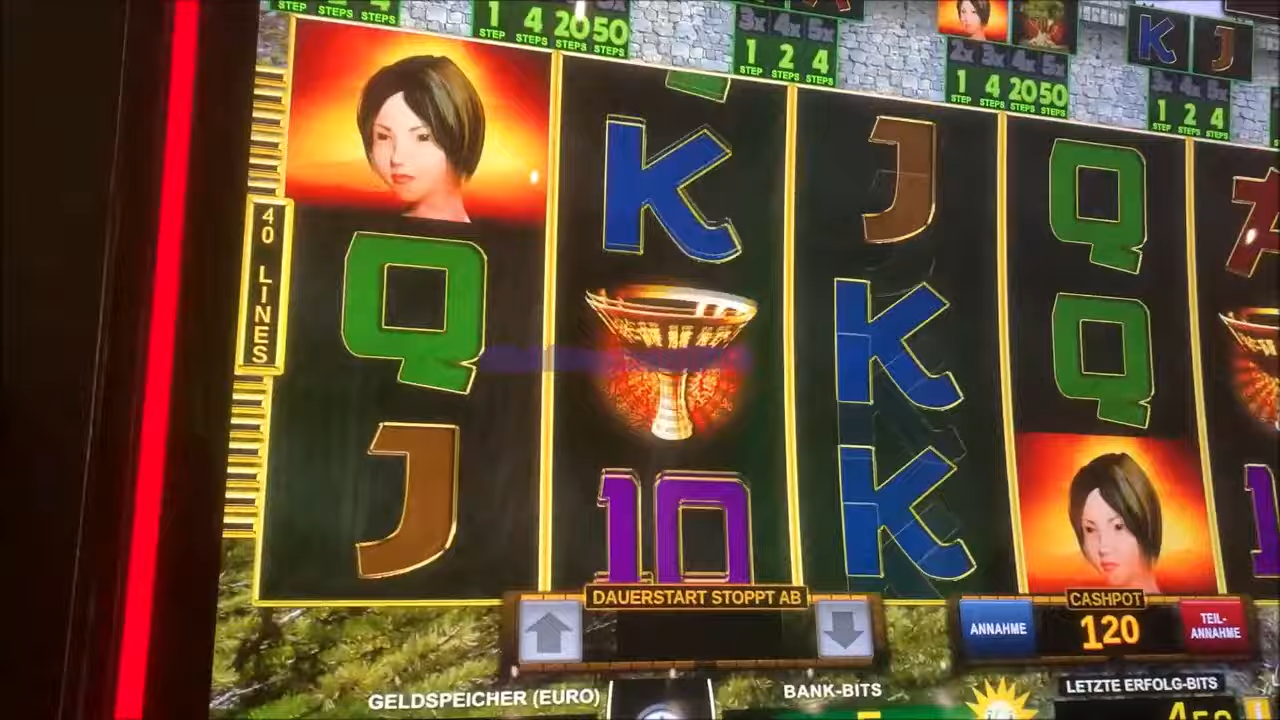 4
STEPS STEPS STEPS
1 4 20 50
STEP STEPS STEPS STEPS
3x 4x 5x
1 2 4
STEP STEPS STEPS
2x 3x 4x 5x
1 4 20 50
STEP STEPS STEPS STEPS
K J
3x 4x 5x
1 2 4
STEP STEPS STEPS
40 LINES
K J Q
Q K Q
J 10 K
DAUERSTART STOPPT AB
ANNAHME
CASHPOT
120
TEIL-
ANNAHME
GELDSPEICHER (EURO)
BANK-BITS
LETZTE ERFOLG-BITS